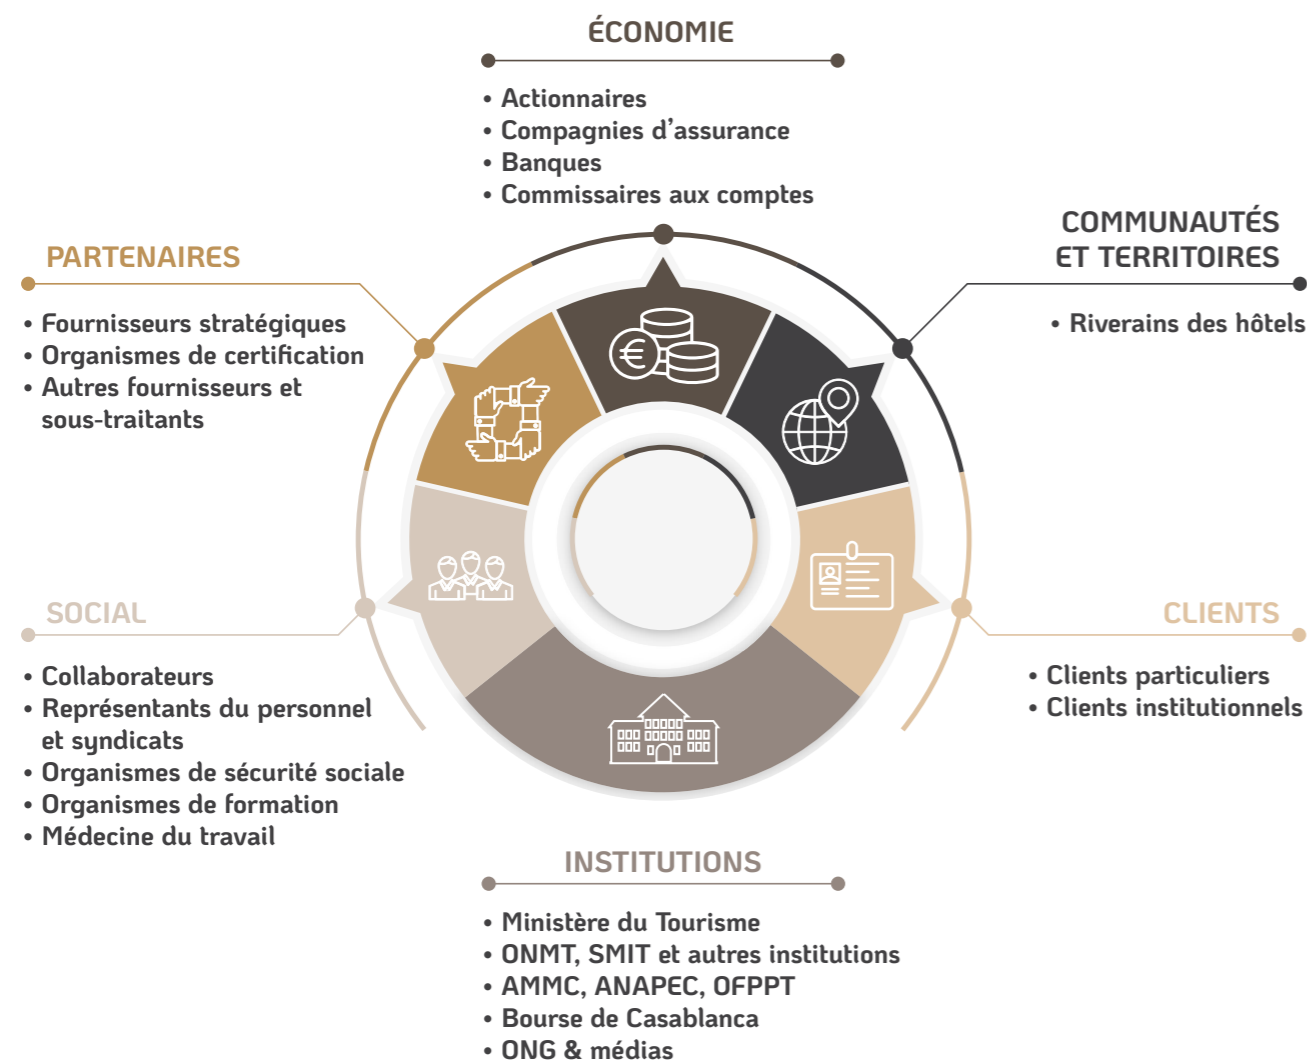 ÉCONOMIE
• Actionnaires
• Compagnies d’assurance
• Banques
• Commissaires aux comptes
COMMUNAUTÉS
ET TERRITOIRES
• Riverains des hôtels
PARTENAIRES
• Fournisseurs stratégiques
• Organismes de certification
• Autres fournisseurs et
sous-traitants
€
SOCIAL
• Collaborateurs
• Représentants du personnel
et syndicats
• Organismes de sécurité sociale
• Organismes de formation
• Médecine du travail
CLIENTS
• Clients particuliers
• Clients institutionnels
INSTITUTIONS
• Ministère du Tourisme
• ONMT, SMIT et autres institutions
• AMMC, ANAPEC, OFPPT
• Bourse de Casablanca
• ONG & médias